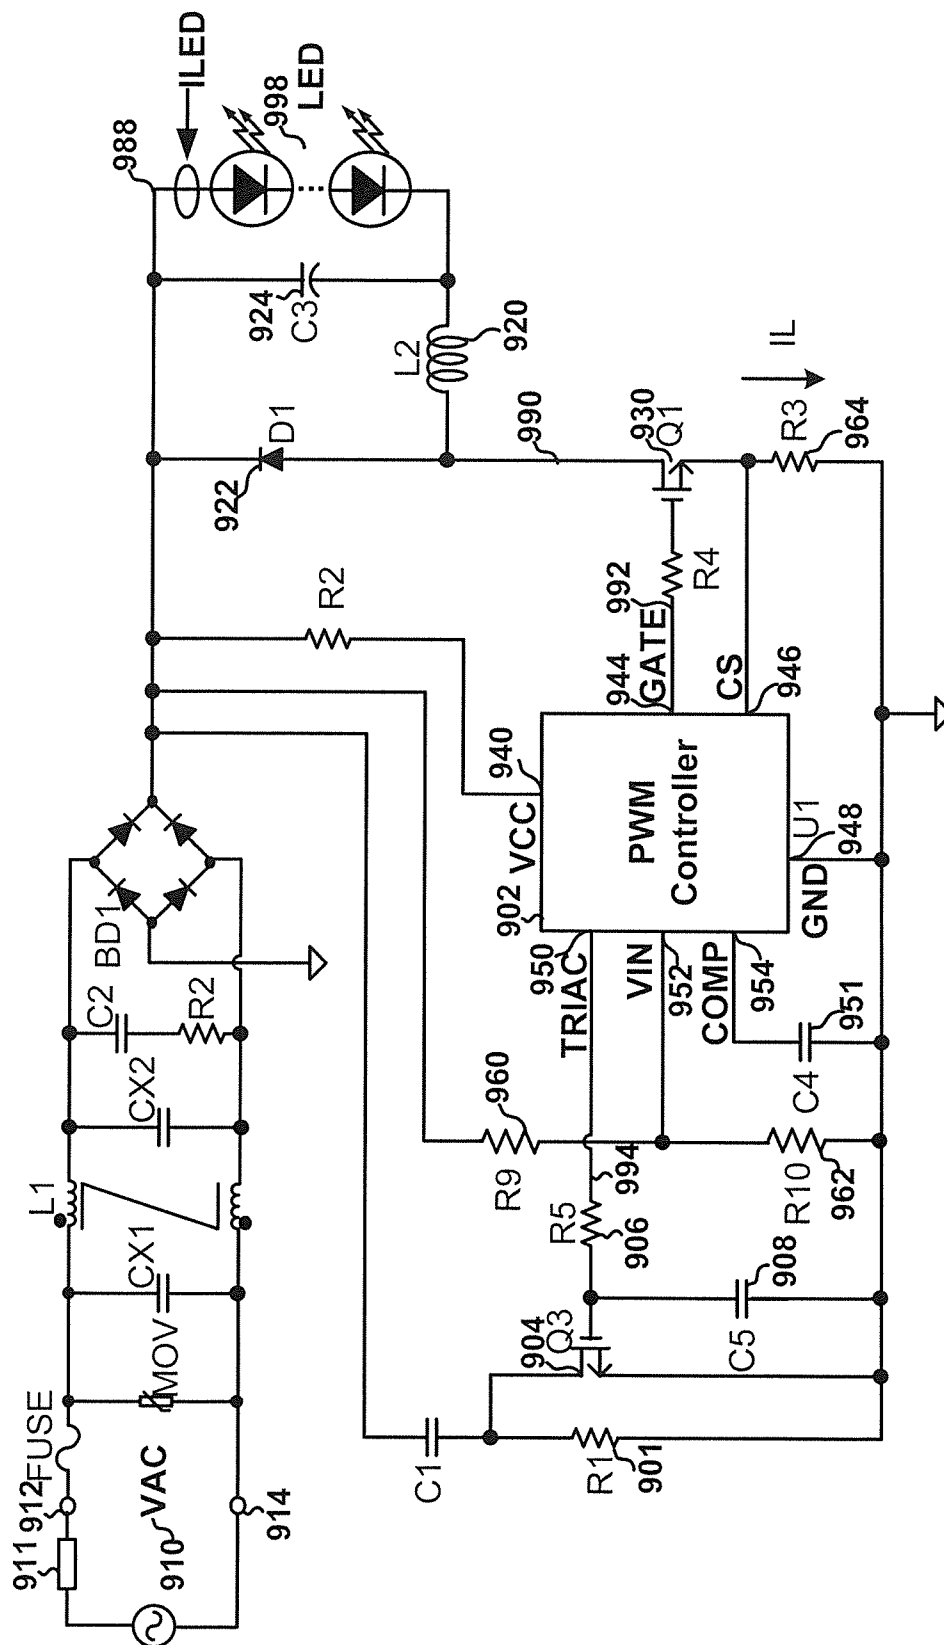 ILED
988
998
LED
924
C3
L2
920
922
D1
990
930
Q1
IL
R3
964
R2
992
R4
944
GATE
CS
946
940
VCC
902
PWM
Controller
U1
948
GND
950
TRIAC
VIN
952
COMP
954
951
C4
BD1
C2
R2
CX2
L1
CX1
MOV
FUSE
912
911
VAC
910
914
960
R9
994
R5
906
R10
962
908
C5
904
Q3
C1
R1
901